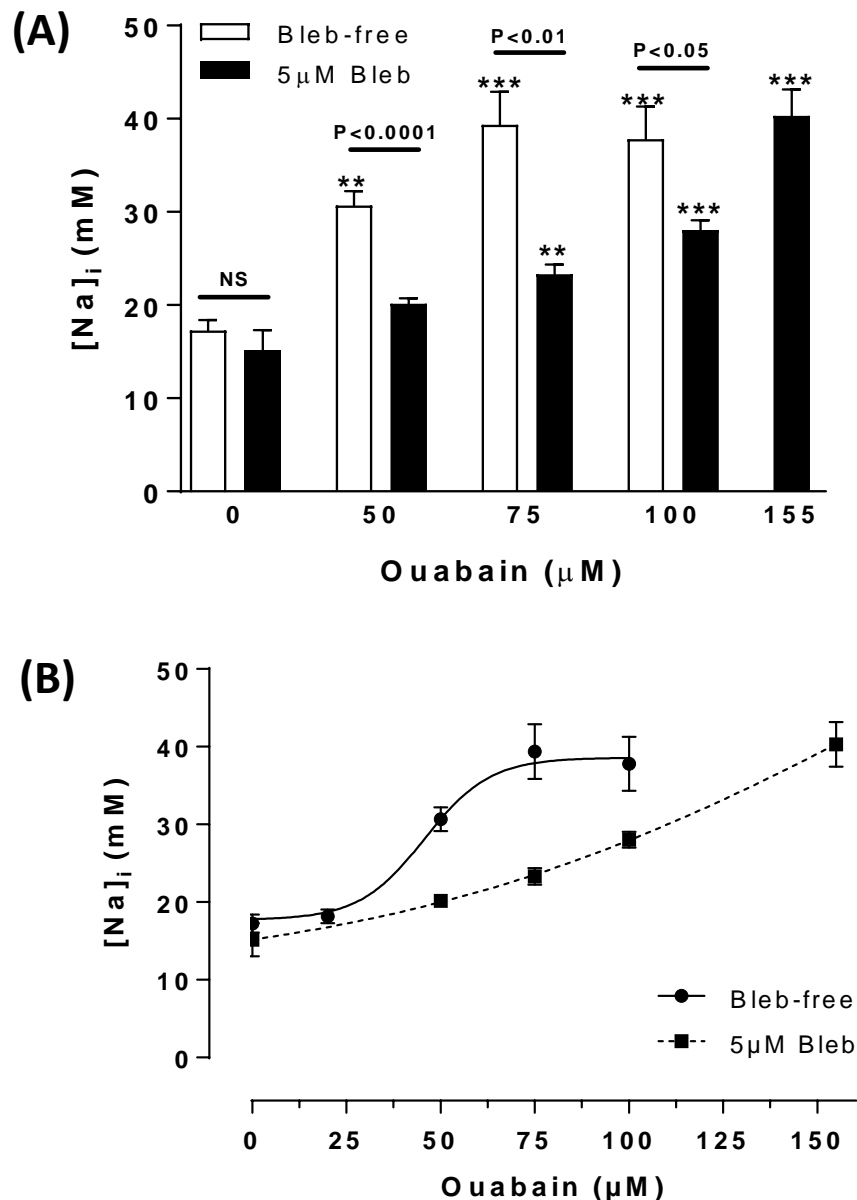 (A)
Bleb-free
5μM Bleb
[Na]i (mM)
50
40
30
20
10
0
NS
**
P<0.0001
***
P<0.01
**
***
P<0.05
***
***
0 50 75 100 155
Ouabain (μM)
(B)
[Na]i (mM)
50
40
30
20
10
0
Bleb-free
5μM Bleb
0 25 50 75 100 125 150
Ouabain (μM)